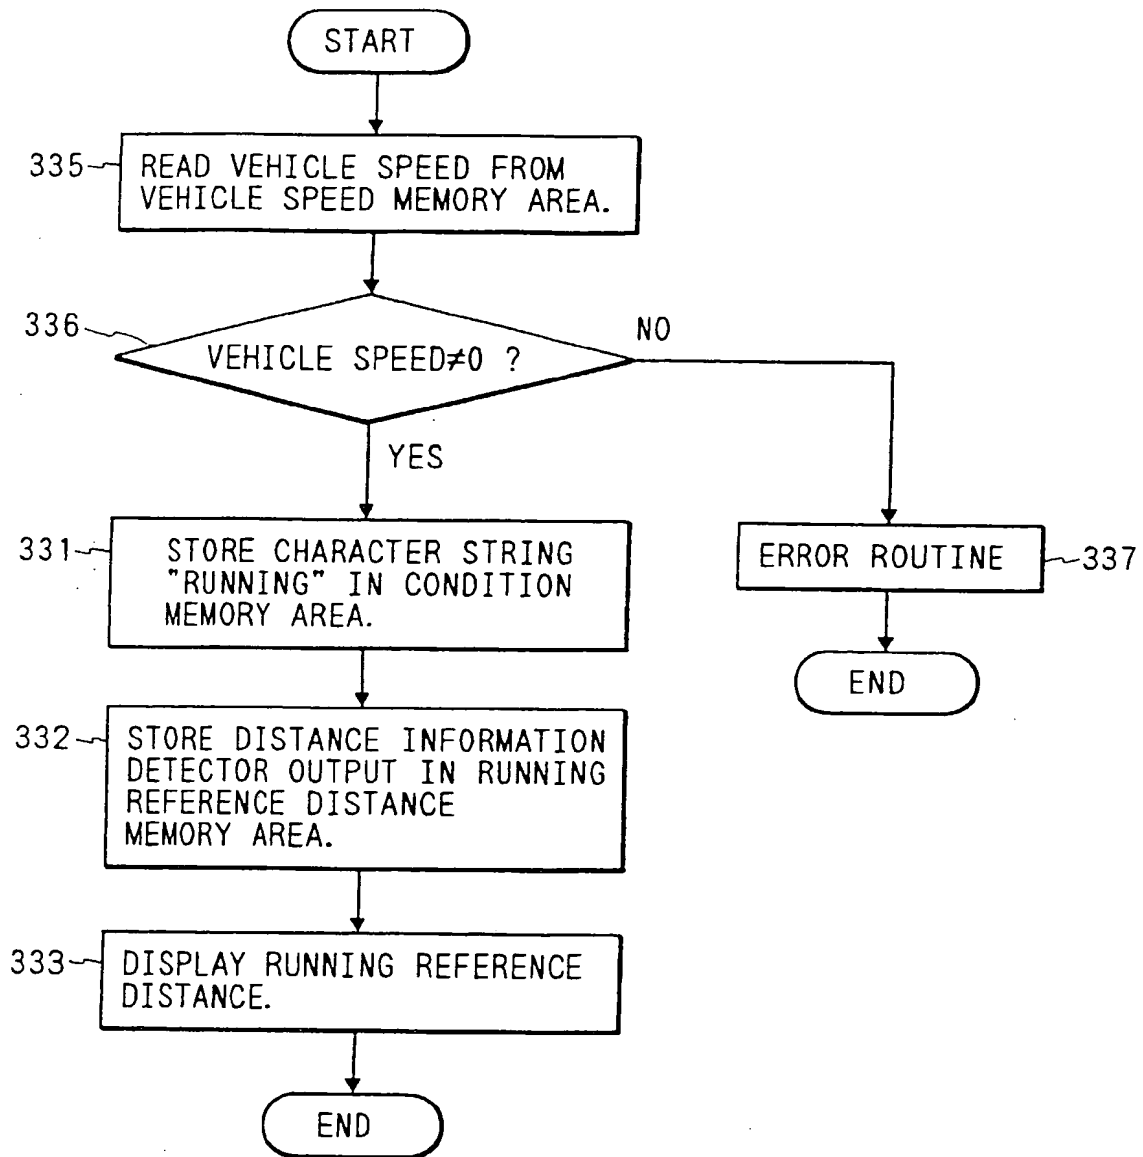 START
335
READ VEHICLE SPEED FROM
VEHICLE SPEED MEMORY AREA.
336
VEHICLE SPEED≠0 ?
NO
YES
331
STORE CHARACTER STRING
"RUNNING" IN CONDITION
MEMORY AREA.
ERROR ROUTINE
337
END
332
STORE DISTANCE INFORMATION
DETECTOR OUTPUT IN RUNNING
REFERENCE DISTANCE
MEMORY AREA.
333
DISPLAY RUNNING REFERENCE
DISTANCE.
END